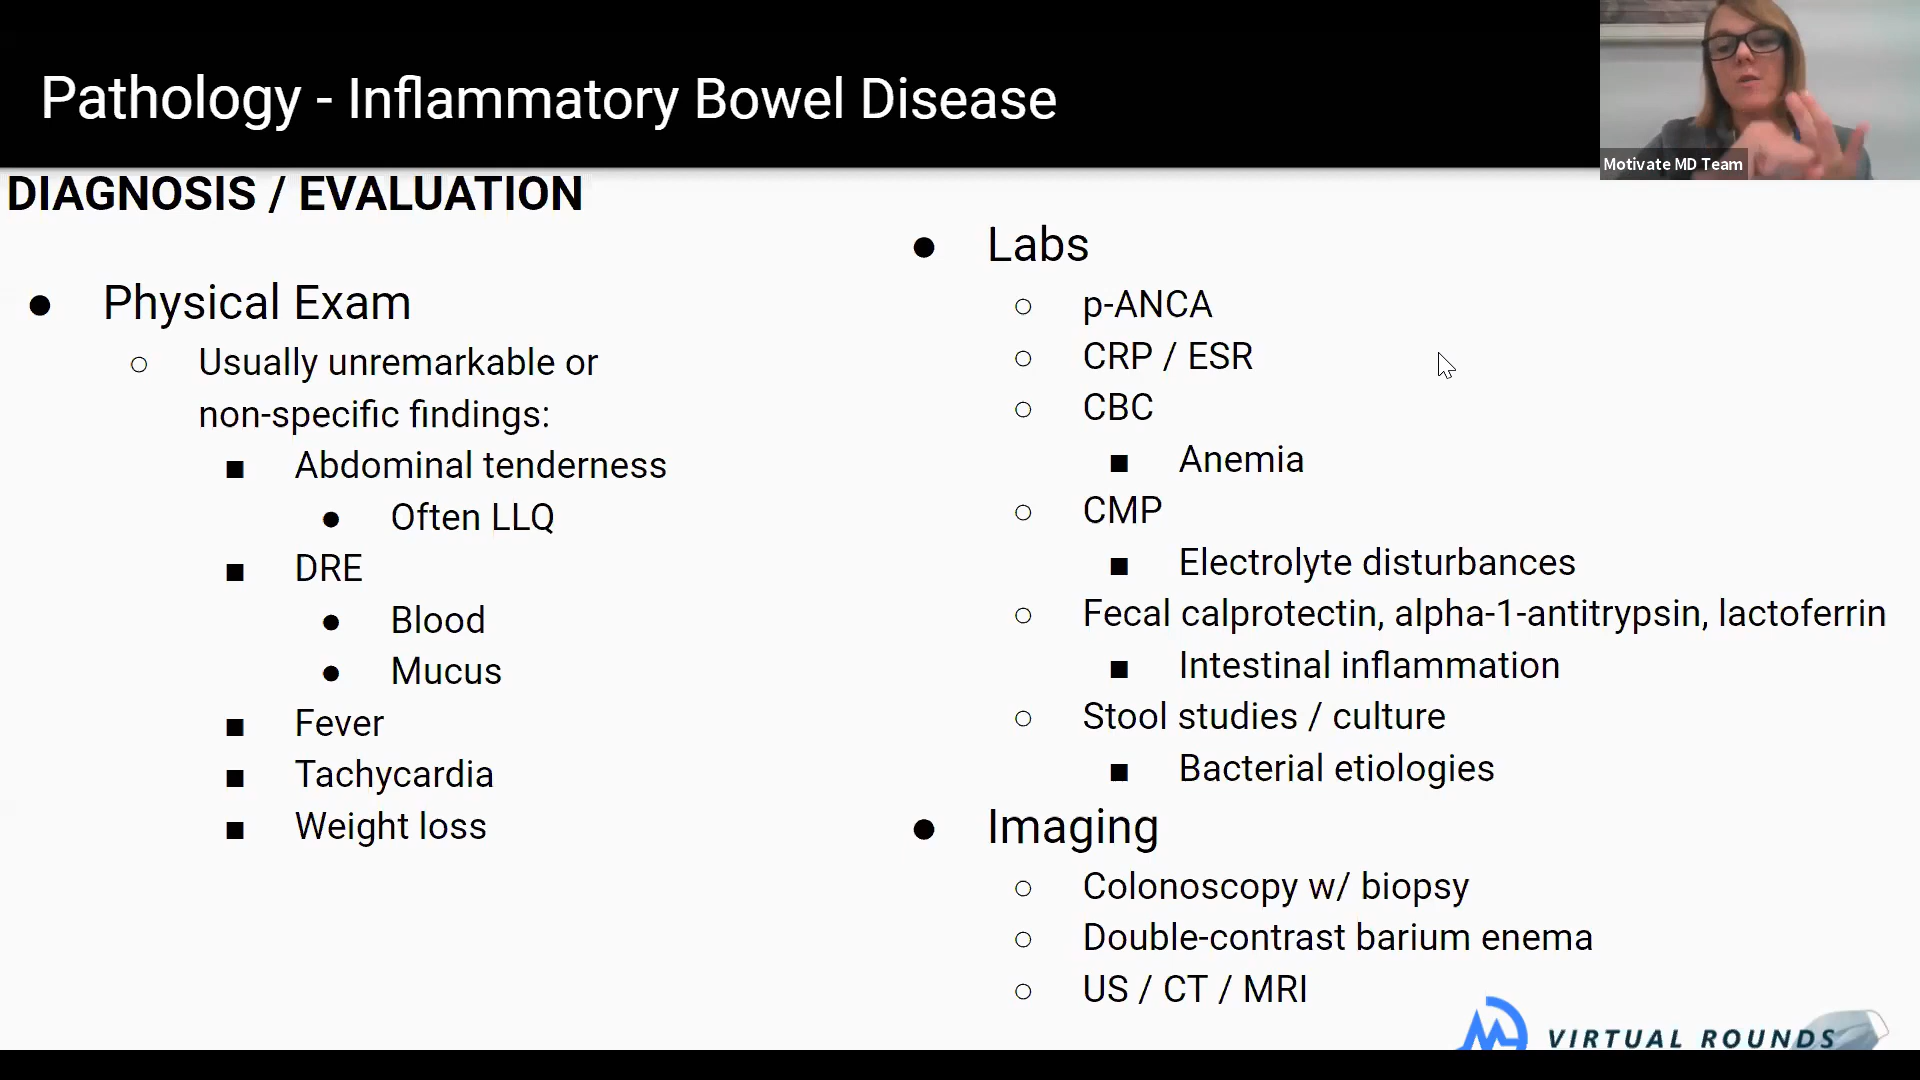 Pathology - Inflammatory Bowel Disease
Motivate MD Team
DIAGNOSIS / EVALUATION
● Physical Exam
○ Usually unremarkable or
non-specific findings:
■ Abdominal tenderness
● Often LLQ
■ DRE
● Blood
● Mucus
■ Fever
■ Tachycardia
■ Weight loss
● Labs
○ p-ANCA
○ CRP / ESR
○ CBC
■ Anemia
○ CMP
■ Electrolyte disturbances
○ Fecal calprotectin, alpha-1-antitrypsin, lactoferrin
■ Intestinal inflammation
○ Stool studies / culture
■ Bacterial etiologies
● Imaging
○ Colonoscopy w/ biopsy
○ Double-contrast barium enema
○ US / CT / MRI
VIRTUAL ROUNDS